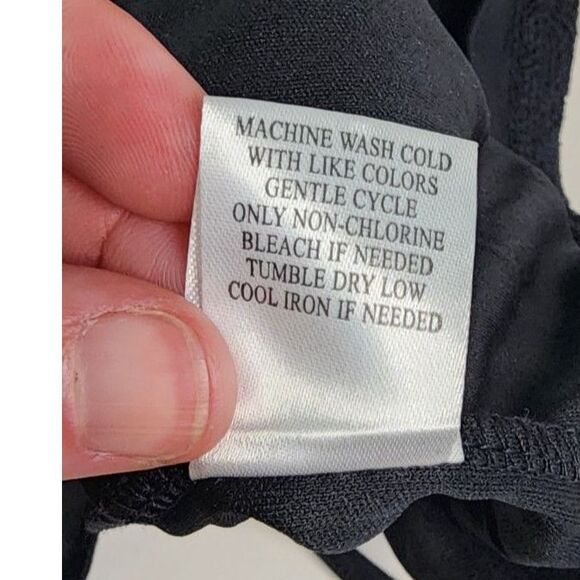 MACHINE WASH COLD
WITH LIKE COLORS
GENTLE CYCLE
ONLY NON-CHLORINE
BLEACH IF NEEDED
TUMBLE DRY LOW
COOL IRON IF NEEDED